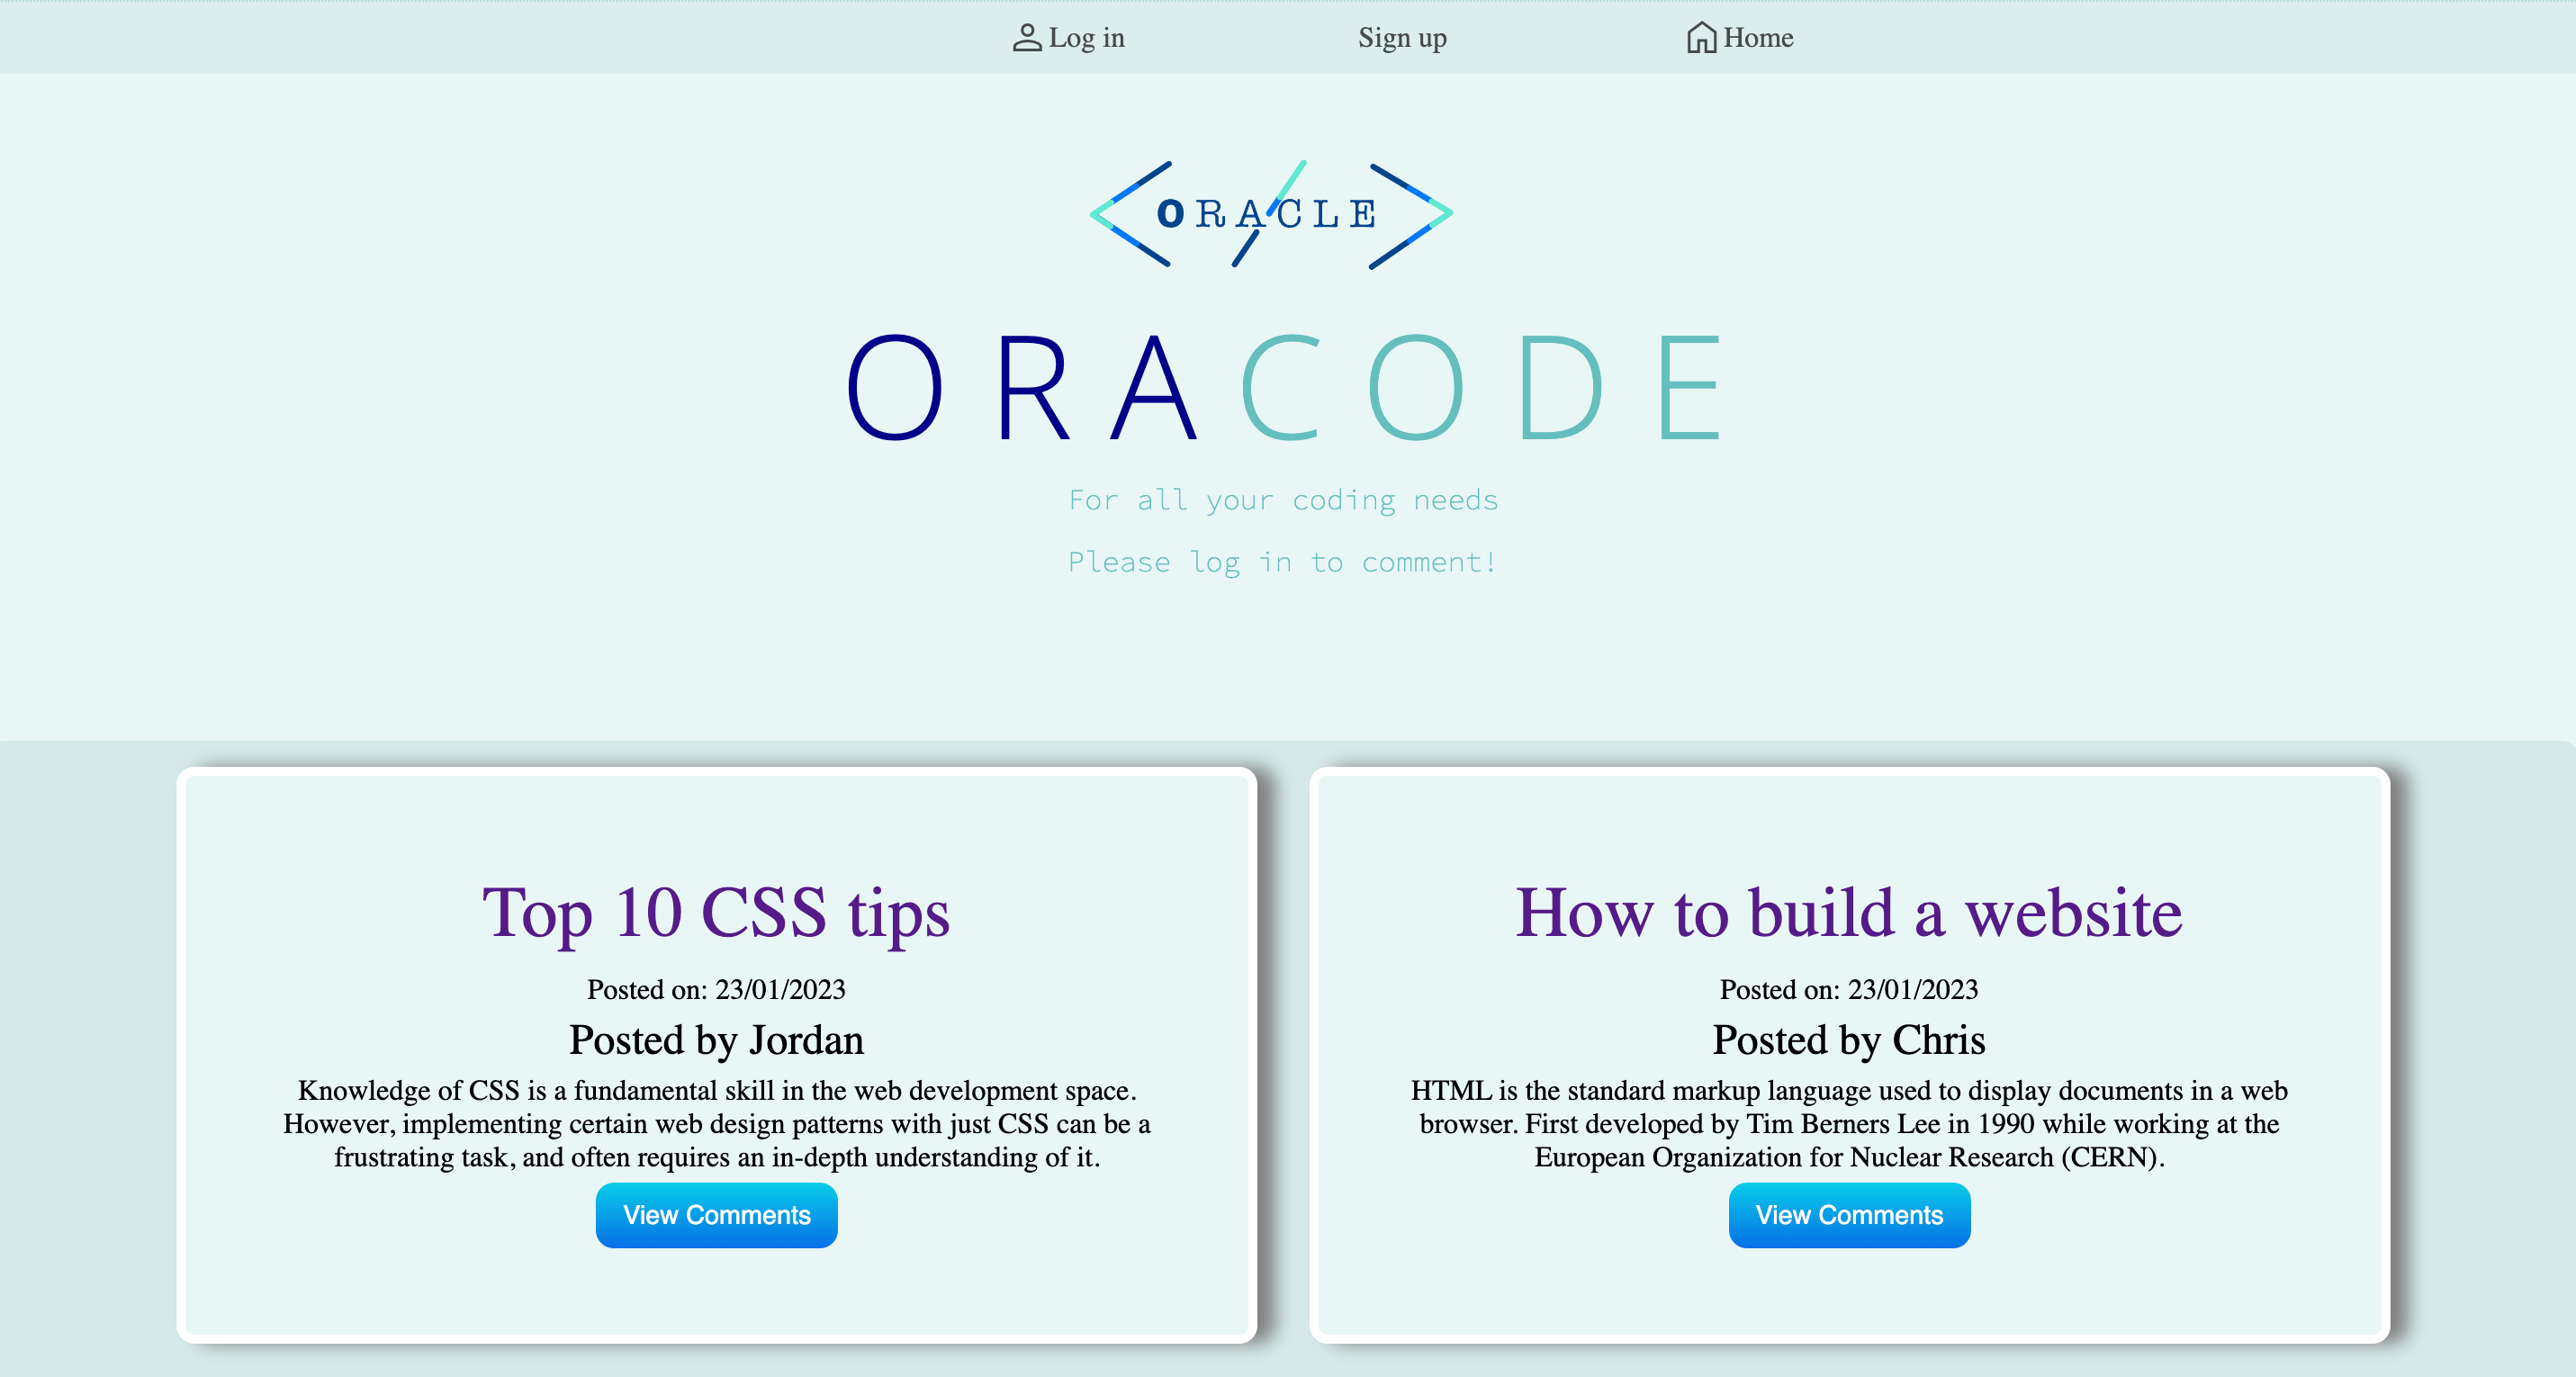 Log in
Sign up
Home
ORACLE
ORACODE
For all your coding needs
Please log in to comment!
Top 10 CSS tips
Posted on: 23/01/2023
Posted by Jordan
Knowledge of CSS is a fundamental skill in the web development space.
However, implementing certain web design patterns with just CSS can be a
frustrating task, and often requires an in-depth understanding of it.
View Comments
How to build a website
Posted on: 23/01/2023
Posted by Chris
HTML is the standard markup language used to display documents in a web
browser. First developed by Tim Berners Lee in 1990 while working at the
European Organization for Nuclear Research (CERN).
View Comments